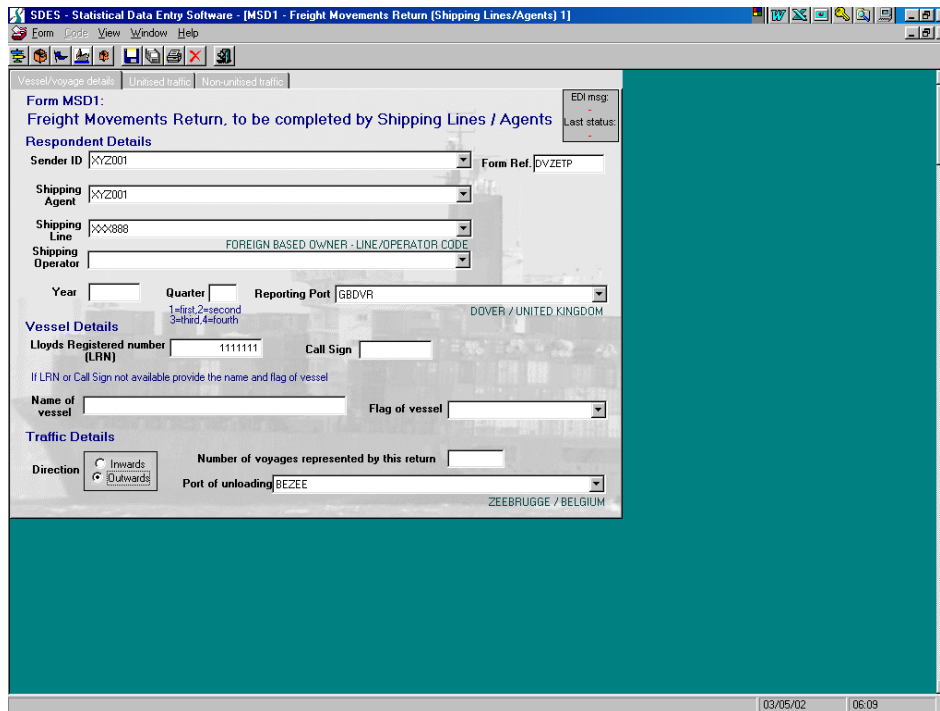 SDES - Statistical Data Entry Software - [MSD1 - Freight Movements Return (Shipping Lines/Agents) 1]
Form Code View Window Help
Vessel/voyage details Unitised traffic Non-unitised traffic
Form MSD1:
EDI msg:
-
Freight Movements Return, to be completed by Shipping Lines / Agents
Last status:
-
Respondent Details
Sender ID XYZ001
Form Ref. DVZETP
Shipping Agent XYZ001
Shipping Line XXX888
FOREIGN BASED OWNER - LINE/OPERATOR CODE
Shipping Operator
Year Quarter Reporting Port GBDVR
1=first,2=second
3=third,4=fourth
DOVER / UNITED KINGDOM
Vessel Details
Lloyds Registered number (LRN) 1111111 Call Sign
If LRN or Call Sign not available provide the name and flag of vessel
Name of vessel Flag of vessel
Traffic Details
Direction Inwards Outwards
Number of voyages represented by this return
Port of unloading BEZEE
ZEEBRUGGE / BELGIUM
03/05/02 06:09